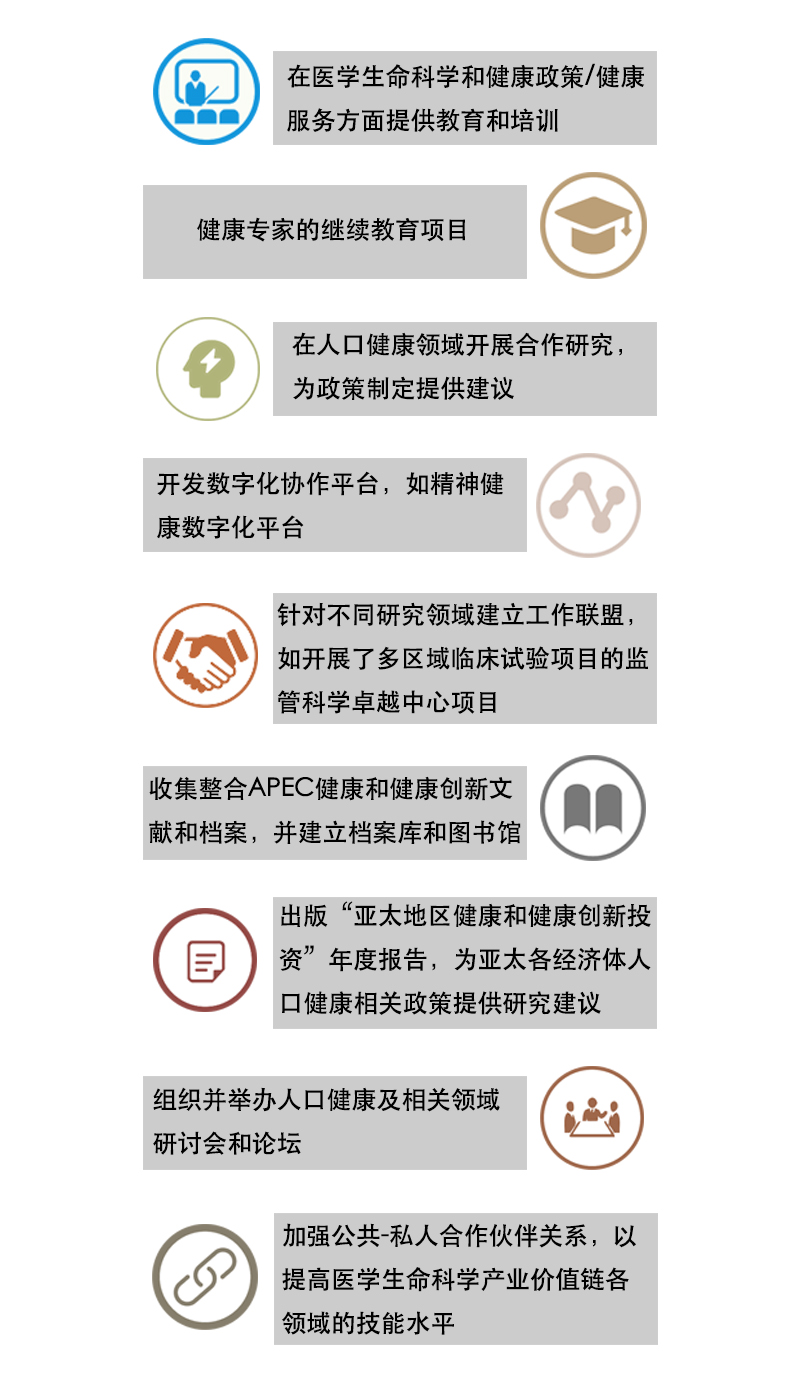 在医学生命科学和健康政策/健康
服务方面提供教育和培训
健康专家的继续教育项目
在人口健康领域开展合作研究，
为政策制定提供建议
开发数字化协作平台，如精神健
康数字化平台
针对不同研究领域建立工作联盟，
如开展了多区域临床试验项目的监
管科学卓越中心项目
收集整合APEC健康和健康创新文
献和档案，并建立档案库和图书馆
出版“亚太地区健康和健康创新投
资”年度报告，为亚太各经济体人
口健康相关政策提供研究建议
组织并举办人口健康及相关领域
研讨会和论坛
加强公共-私人合作伙伴关系，以
提高医学生命科学产业价值链各
领域的技能水平